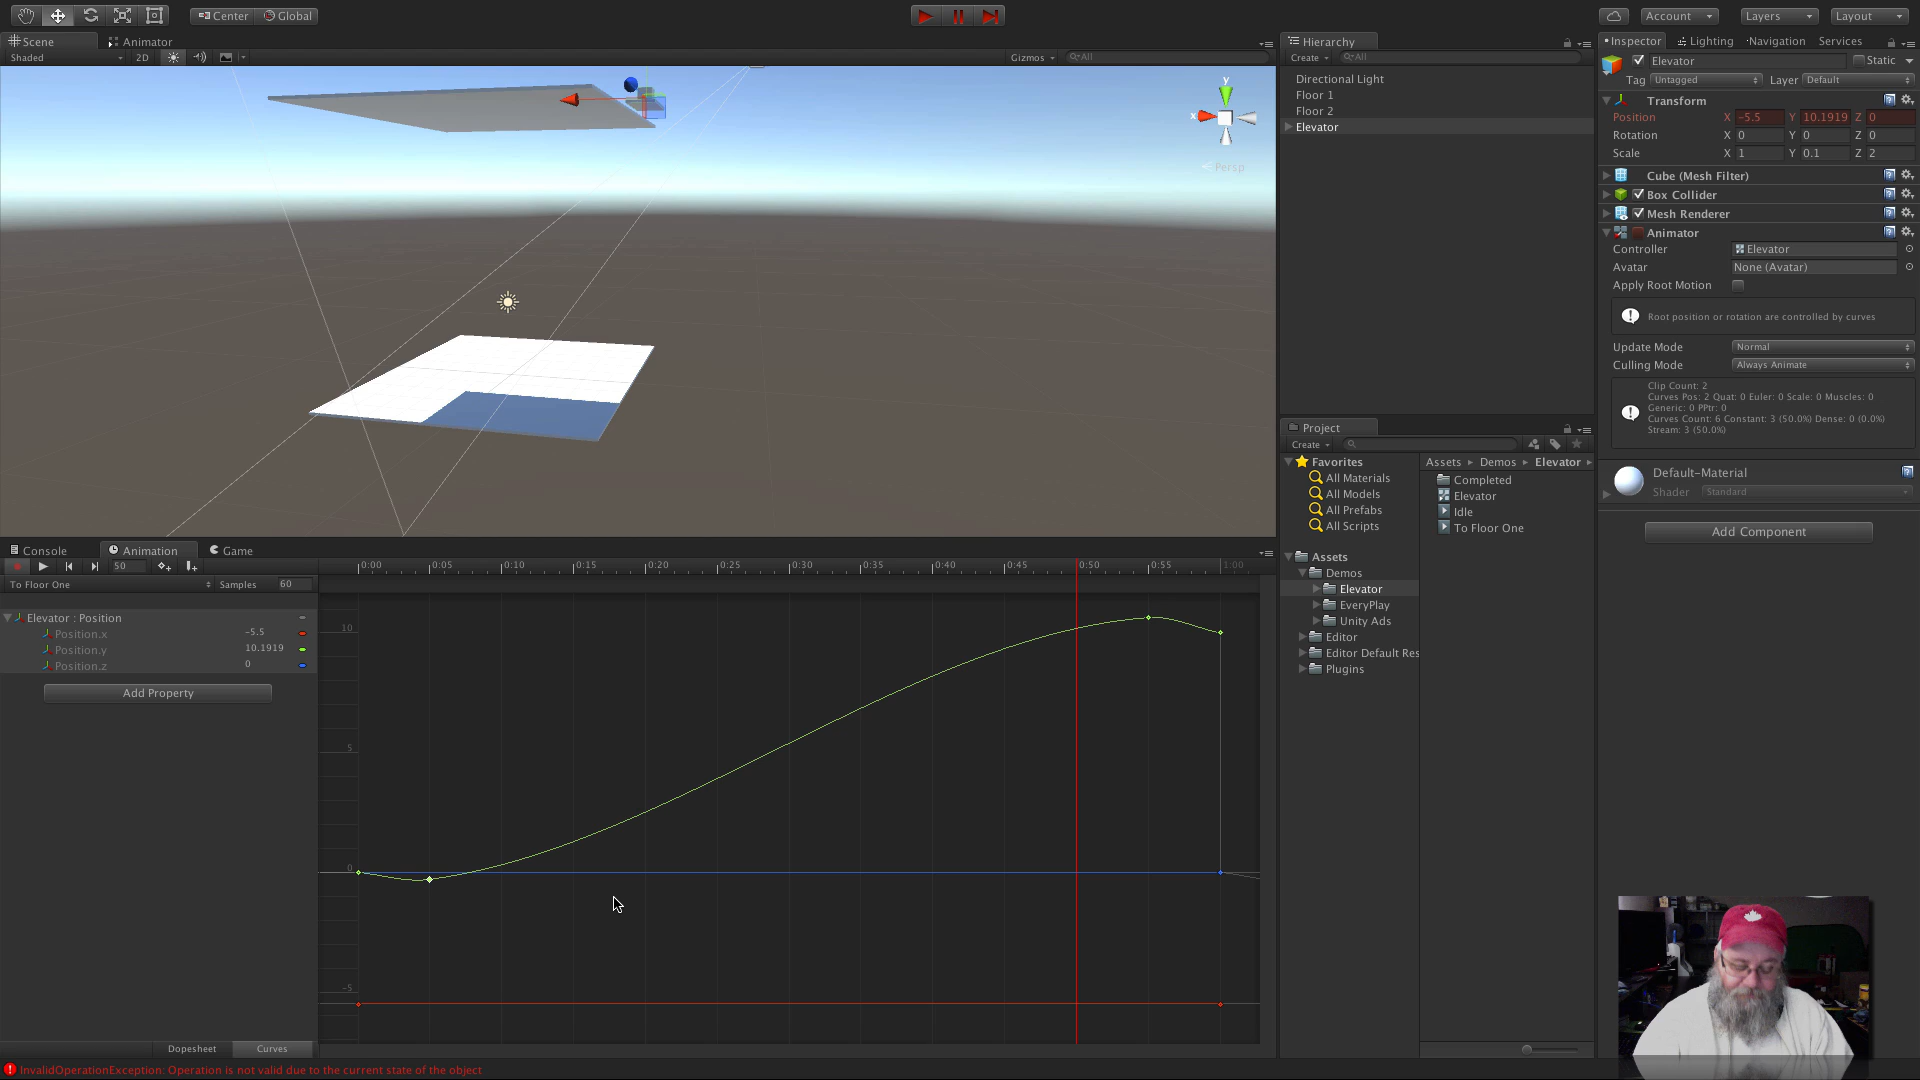 Center
Global
Account
Layers
Layout
Scene
Animator
Shaded
2D
Gizmos
All
y
x
Persp
Hierarchy
Create
All
Directional Light
Floor 1
Floor 2
Elevator
Project
Create
Favorites
All Materials
All Models
All Prefabs
All Scripts
Assets
Demos
Elevator
EveryPlay
Unity Ads
Editor
Editor Default Res
Plugins
Assets
Demos
Elevator
Completed
Elevator
Idle
To Floor One
Inspector
Lighting
Navigation
Services
Elevator
Static
Tag
Untagged
Layer
Default
Transform
Position X -5.5 Y 10.1919 Z 0
Rotation X 0 Y 0 Z 0
Scale X 1 Y 0.1 Z 2
Cube (Mesh Filter)
Box Collider
Mesh Renderer
Animator
Controller
Elevator
Avatar
None (Avatar)
Apply Root Motion
Root position or rotation are controlled by curves
Update Mode
Normal
Culling Mode
Always Animate
Clip Count: 2
Curves Pos: 2 Quat: 0 Euler: 0 Scale: 0 Muscles: 0
Generic: 0 PPtr: 0
Curves Count: 6 Constant: 3 (50.0%) Dense: 0 (0.0%)
Stream: 3 (50.0%)
Default-Material
Shader
Standard
Add Component
Console
Animation
Game
50
To Floor One
Samples
60
Elevator : Position
Position.x
-5.5
Position.y
10.1919
Position.z
0
Add Property
0:00
0:05
0:10
0:15
0:20
0:25
0:30
0:35
0:40
0:45
0:50
0:55
1:00
10
5
0
-5
Dopesheet
Curves
InvalidOperationException: Operation is not valid due to the current state of the object